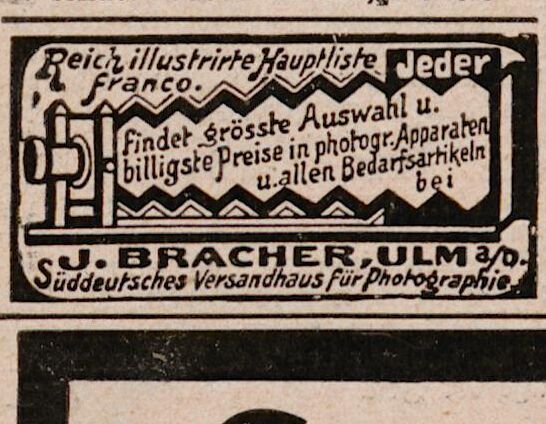 Reich illustrirte Hauptliste
franco.
Jeder
findet grösste Auswahl u.
billigste Preise in photogr. Apparaten
u. allen Bedarfsartikeln
bei
J. BRACHER, ULM a/D.
Süddeutsches Versandhaus für Photographie.